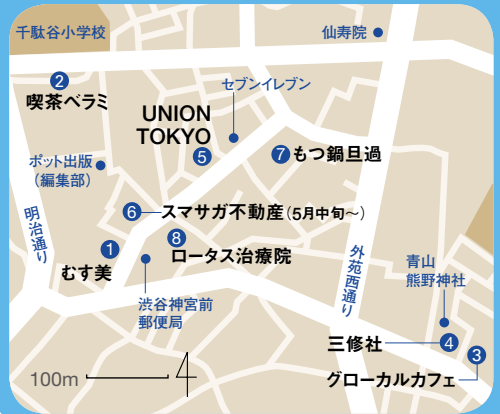 千駄谷小学校
仙寿院
2
喫茶ベラミ
セブンイレブン
UNION
TOKYO
5
7 もつ鍋旦過
ポット出版
(編集部)
6 スマサガ不動産(5月中旬〜)
明治通り
1
むす美
8
ロータス治療院
外苑西通り
渋谷神宮前
郵便局
青山
熊野神社
三修社 4
3
グローカルカフェ
100m